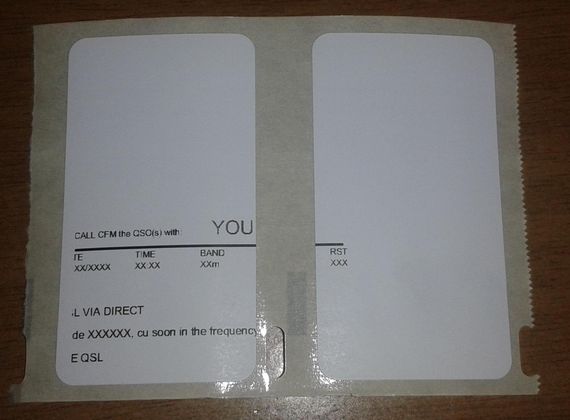 CALL CFM the QSO(s) with: YOU
TE TIME BAND RST
XX/XXXX XX:XX XXm XXX
L VIA DIRECT
de XXXXXX, cu soon in the frequency
E QSL